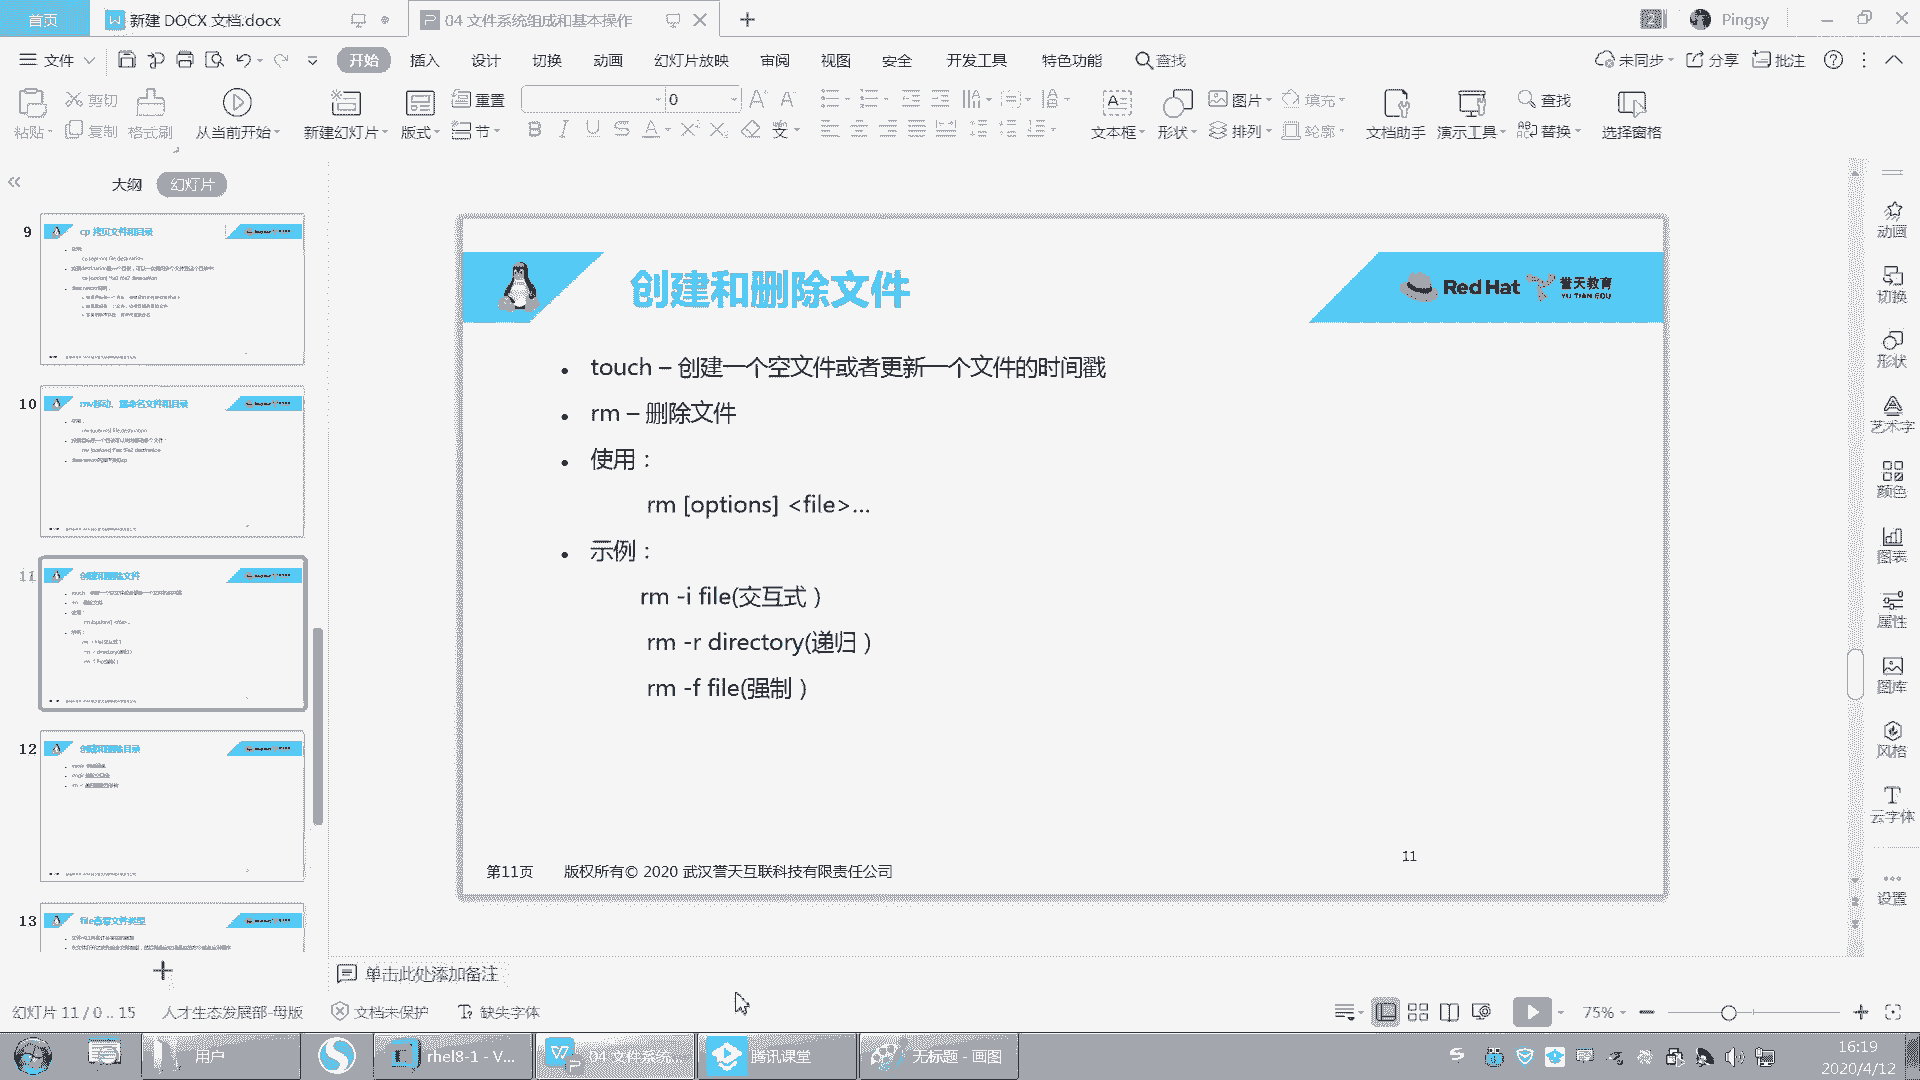 首页
新建 DOCX 文档.docx
04 文件系统组成和基本操作
Pingsy
文件
开始
插入
设计
切换
动画
幻灯片放映
审阅
视图
安全
开发工具
特色功能
查找
未同步
分享
批注
粘贴
剪切
复制
格式刷
从当前开始
新建幻灯片
版式
重置
节
0
文本框
形状
图片
排列
填充
轮廓
文档助手
演示工具
查找
替换
选择窗格
大纲
幻灯片
9
cp 拷贝文件和目录
10
mv移动、重命名文件和目录
11
创建和删除文件
12
创建和删除目录
13
file查看文件类型
创建和删除文件
Red Hat
誉天教育
YU TIAN EDU
• touch – 创建一个空文件或者更新一个文件的时间戳
• rm – 删除文件
• 使用：
rm [options] <file>...
• 示例：
rm -i file(交互式）
rm -r directory(递归）
rm -f file(强制）
第11页
版权所有© 2020 武汉誉天互联科技有限责任公司
11
动画
切换
形状
艺术字
颜色
图表
属性
图库
风格
云字体
设置
单击此处添加备注
幻灯片 11 / 0 .. 15
人才生态发展部-母版
文档未保护
缺失字体
75%
用户
rhel8-1 - V...
04 文件系统...
腾讯课堂
无标题 - 画图
16:19
2020/4/12